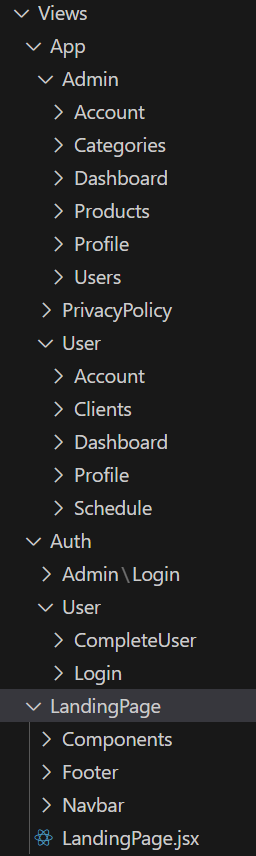 Views
App
Admin
Account
Categories
Dashboard
Products
Profile
Users
PrivacyPolicy
User
Account
Clients
Dashboard
Profile
Schedule
Auth
Admin\Login
User
CompleteUser
Login
LandingPage
Components
Footer
Navbar
LandingPage.jsx